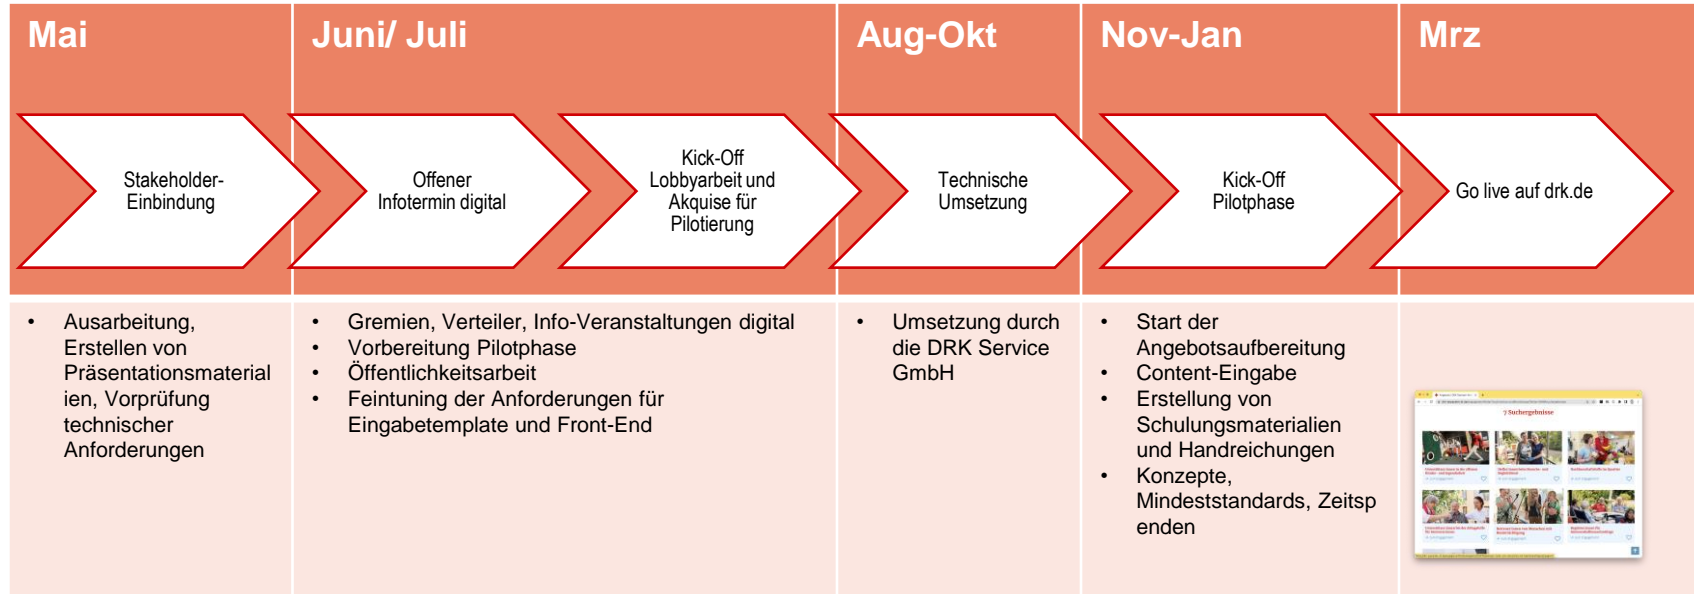 Mai
Juni/ Juli
Aug-Okt
Nov-Jan
Mrz
Stakeholder-
Einbindung
Offener
Infotermin digital
Kick-Off
Lobbyarbeit und
Akquise für
Pilotierung
Technische
Umsetzung
Kick-Off
Pilotphase
Go live auf drk.de
• Ausarbeitung,
Erstellen von
Präsentationsmaterial
ien, Vorprüfung
technischer
Anforderungen
• Gremien, Verteiler, Info-Veranstaltungen digital
• Vorbereitung Pilotphase
• Öffentlichkeitsarbeit
• Feintuning der Anforderungen für
Eingabetemplate und Front-End
• Umsetzung durch
die DRK Service
GmbH
• Start der
Angebotsaufbereitung
• Content-Eingabe
• Erstellung von
Schulungsmaterialien
und Handreichungen
• Konzepte,
Mindeststandards, Zeitsp
enden
Suchergebnisse